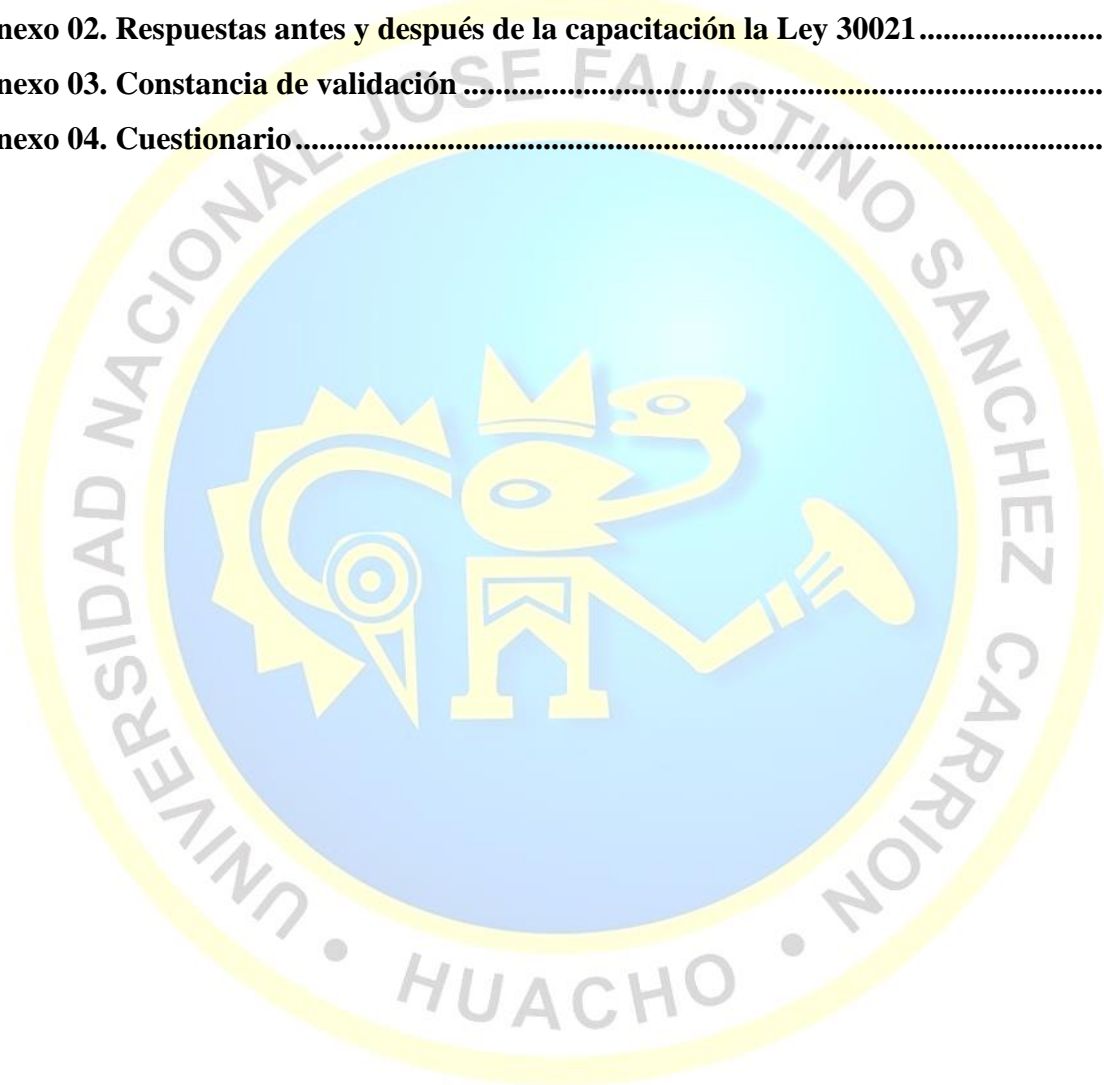 nexo 02. Respuestas antes y después de la capacitación la Ley 30021.......................
nexo 03. Constancia de validación................................................................................
nexo 04. Cuestionario.....................................................................................................
UNIVERSIDAD NACIONAL JOSE FAUSTINO SANCHEZ CARRION • HUACHO •